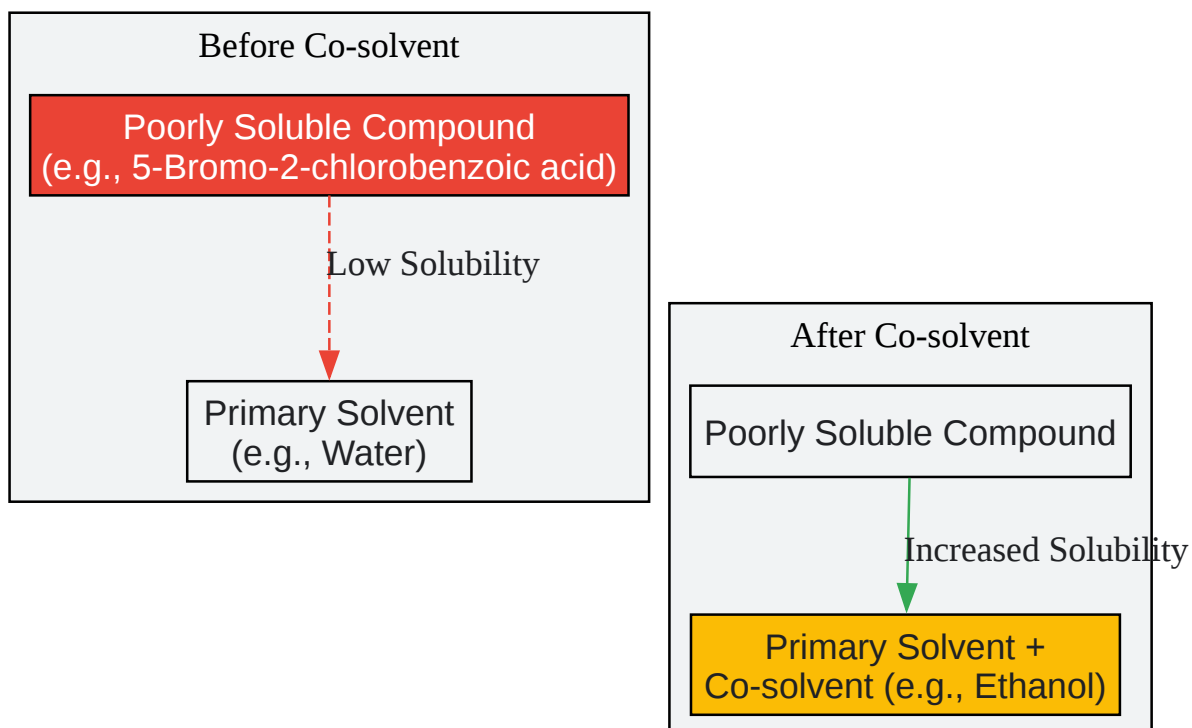 Before Co-solvent
Poorly Soluble Compound
(e.g., 5-Bromo-2-chlorobenzoic acid)
Low Solubility
Primary Solvent
(e.g., Water)
After Co-solvent
Poorly Soluble Compound
Increased Solubility
Primary Solvent +
Co-solvent (e.g., Ethanol)